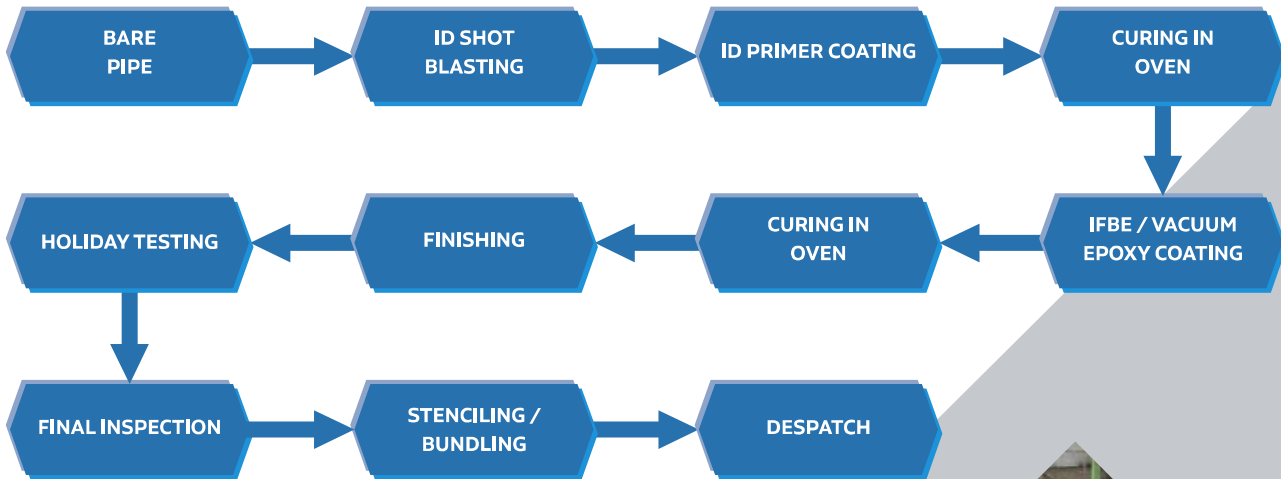 BARE
PIPE
ID SHOT
BLASTING
ID PRIMER COATING
CURING IN
OVEN
IFBE / VACUUM
EPOXY COATING
CURING IN
OVEN
FINISHING
HOLIDAY TESTING
FINAL INSPECTION
STENCILING /
BUNDLING
DESPATCH